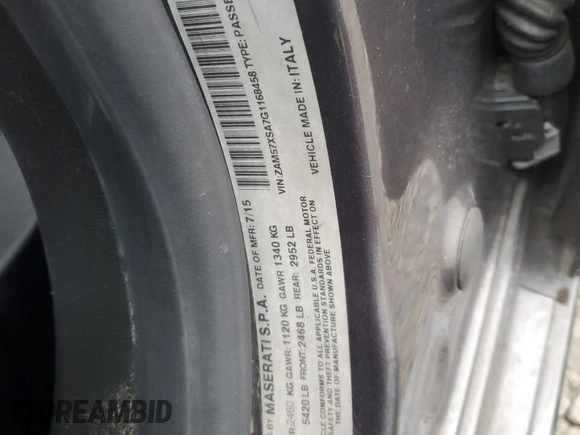 D BY MASERATI S.P.A. DATE OF MFR: 7/15
R:2460 KG GAWR: 1120 KG GAWR 1340 KG
5420 LB FRONT: 2468 LB REAR: 2952 LB
ICLE CONFORMS TO ALL APPLICABLE U.S.A. FEDERAL MOTOR
SAFETY AND THEFT PREVENTION STANDARDS IN EFFECT ON
THE DATE OF MANUFACTURE SHOWN ABOVE
VIN:ZAM57XSA7G1168458 TYPE: PASSE
VEHICLE MADE IN: ITALY
DREAMBID